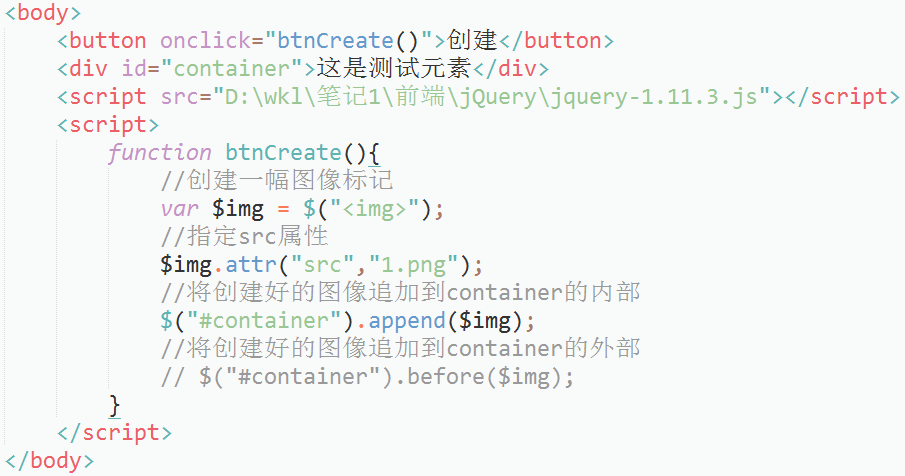 <body>
<button onclick="btnCreate()">创建</button>
<div id="container">这是测试元素</div>
<script src="D:\wkl\笔记1\前端\jQuery\jquery-1.11.3.js"></script>
<script>
function btnCreate(){
//创建一幅图像标记
var $img = $("<img>");
//指定src属性
$img.attr("src","1.png");
//将创建好的图像追加到container的内部
$("#container").append($img);
//将创建好的图像追加到container的外部
// $("#container").before($img);
}
</script>
</body>